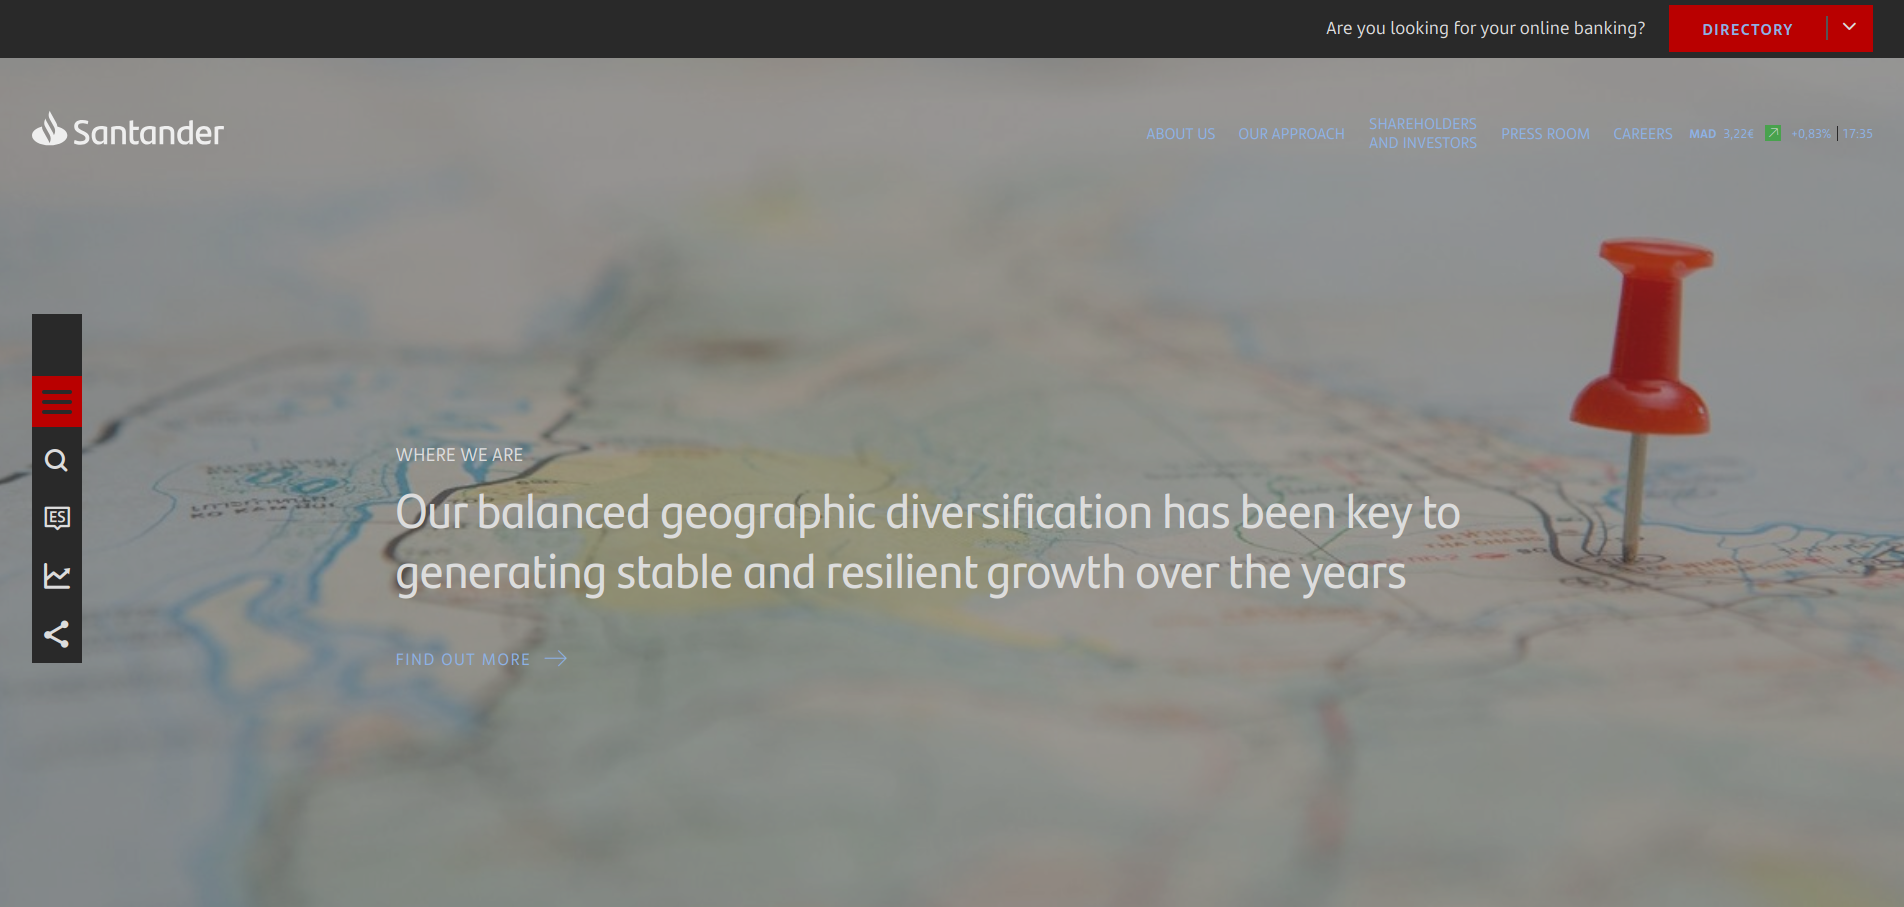 Are you looking for your online banking?
DIRECTORY
Santander
ABOUT US
OUR APPROACH
SHAREHOLDERS
AND INVESTORS
PRESS ROOM
CAREERS
MAD 3,22€ +0,83% 17:35
ES
WHERE WE ARE
Our balanced geographic diversification has been key to
generating stable and resilient growth over the years
FIND OUT MORE